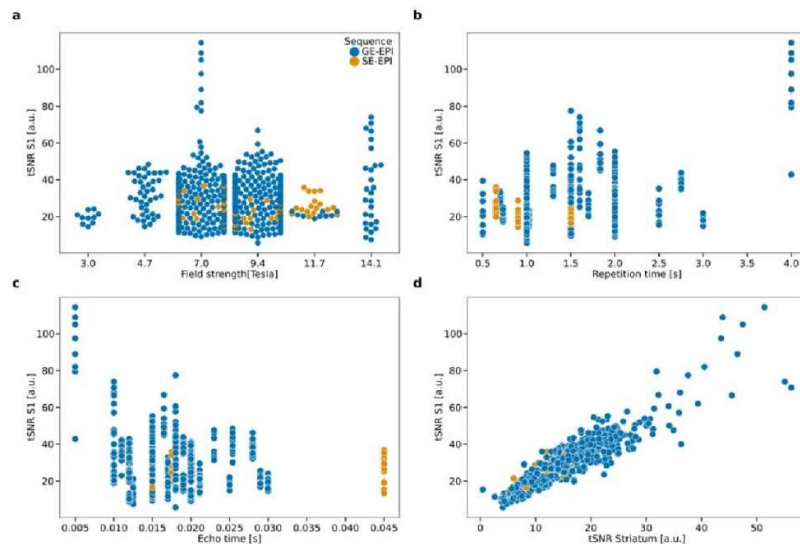 a
tSNR S1 [a.u.]
100
80
60
40
20
Sequence
GE-EPI
SE-EPI
3.0 4.7 7.0 9.4 11.7 14.1
Field strength[Tesla]
b
tSNR S1 [a.u.]
100
80
60
40
20
0.5 1.0 1.5 2.0 2.5 3.0 3.5 4.0
Repetition time [s]
c
tSNR S1 [a.u.]
100
80
60
40
20
0.005 0.010 0.015 0.020 0.025 0.030 0.035 0.040 0.045
Echo time [s]
d
tSNR S1 [a.u.]
100
80
60
40
20
0 10 20 30 40 50
tSNR Striatum [a.u.]